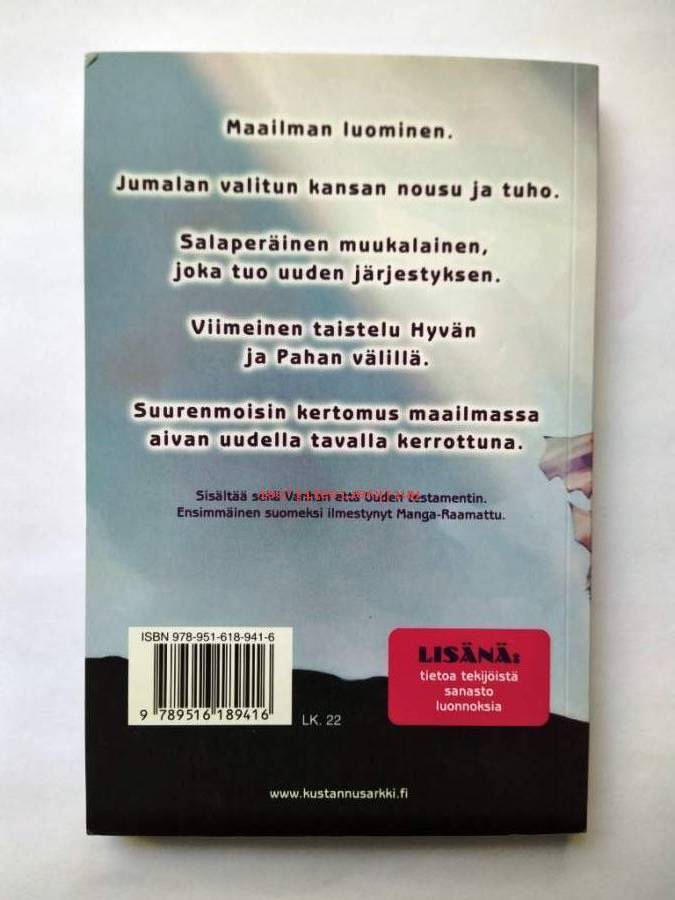 Maailman luominen.
Jumalan valitun kansan nousu ja tuho.
Salaperäinen muukalainen,
joka tuo uuden järjestyksen.
Viimeinen taistelu Hyvän
ja Pahan välillä.
Suurenmoisin kertomus maailmassa
aivan uudella tavalla kerrottuna.
Sisältää sekä Vanhan että Uuden testamentin.
Ensimmäinen suomeksi ilmestynyt Manga-Raamattu.
ISBN 978-951-618-941-6
9 789516 189416
LK. 22
LISÄNÄ:
tietoa tekijöistä
sanasto
luonnoksia
www.kustannusarkki.fi